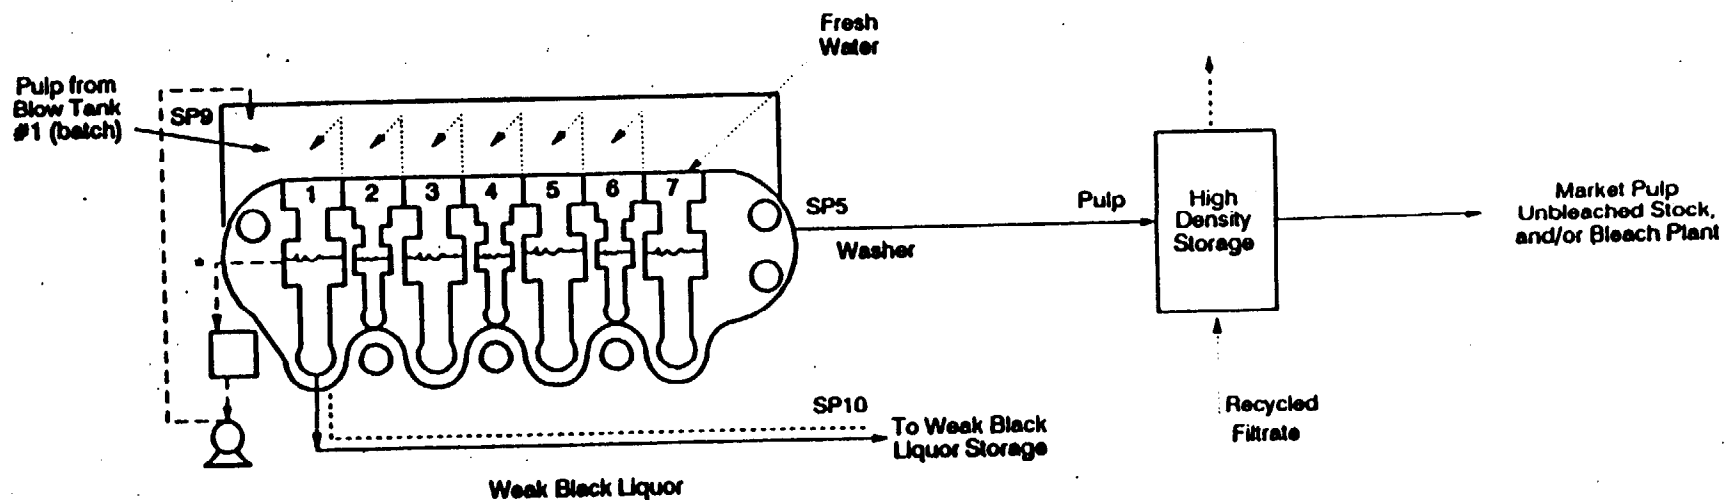 Fresh
Water
Pulp from
Blow Tank
#1 (batch)
SP9
1 2 3 4 5 6 7
SP5
Washer
Pulp
High
Density
Storage
Market Pulp
Unbleached Stock,
and/or Bleach Plant
*
SP10
To Weak Black
Liquor Storage
Recycled
Filtrate
Weak Black Liquor